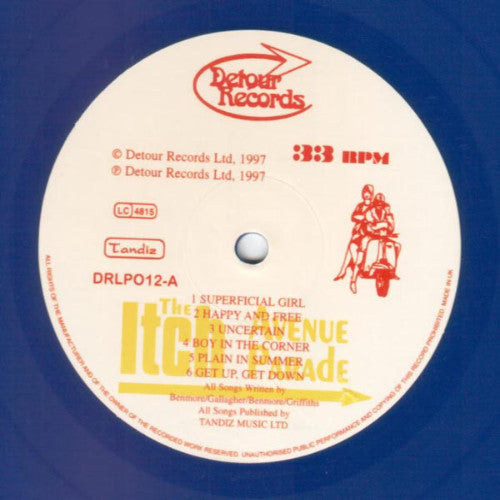 Detour
Records
© Detour Records Ltd, 1997
℗ Detour Records Ltd, 1997
33 RPM
LC 4815
Tandiz
DRLPO12-A
The
Itch
Avenue
1 SUPERFICIAL GIRL
2 HAPPY AND FREE
3 UNCERTAIN
4 BOY IN THE CORNER
5 PLAIN IN SUMMER
6 GET UP, GET DOWN
All Songs Written by
Benmore/Gallagher/Benmore/Griffiths
All Songs Published by
TANDIZ MUSIC LTD
ALL RIGHTS OF THE MANUFACTURER AND OF THE OWNER OF THE RECORDED WORK RESERVED. UNAUTHORISED PUBLIC PERFORMANCE AND COPYING OF THIS RECORD PROHIBITED. MADE IN UK